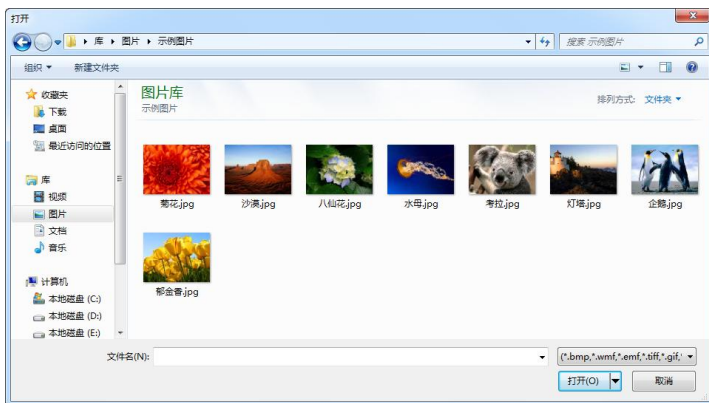 打开
库 ▸ 图片 ▸ 示例图片
搜索 示例图片
组织 新建文件夹
收藏夹
下载
桌面
最近访问的位置
库
视频
图片
文档
音乐
计算机
本地磁盘 (C:)
本地磁盘 (D:)
本地磁盘 (E:)
图片库
示例图片
排列方式: 文件夹
菊花.jpg 沙漠.jpg 八仙花.jpg 水母.jpg 考拉.jpg 灯塔.jpg 企鹅.jpg
郁金香.jpg
文件名(N):
(*.bmp,*.wmf,*.emf,*.tiff,*.gif,
打开(O) 取消